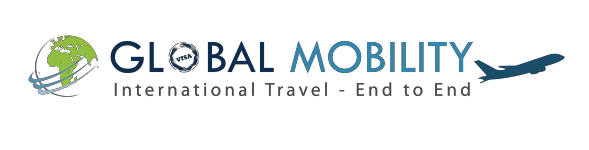 GLOBAL MOBILITY
VISA
International Travel - End to End